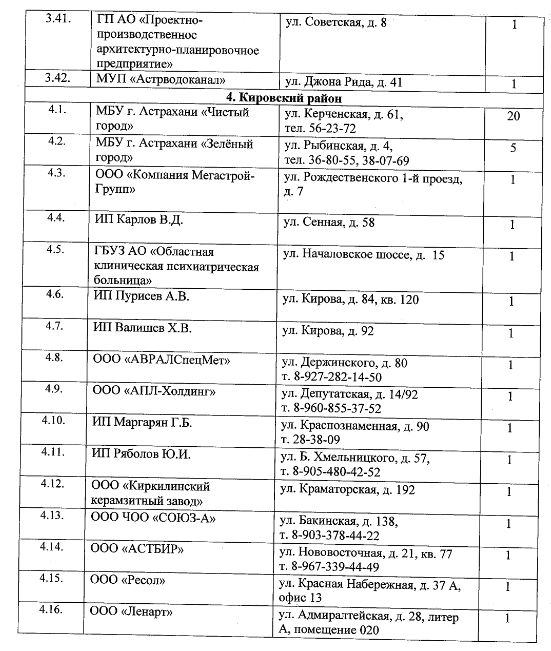 3.41. ГП АО «Проектно- ул. Советская, д. 8 1
производственное
архитектурно-планировочное
предприятие»
3.42. МУП «Астрводоканал» ул. Джона Рида, д. 41 1
4. Кировский район
4.1. МБУ г. Астрахани «Чистый ул. Керченская, д. 61, 20
город» тел. 56-23-72
4.2. МБУ г. Астрахани «Зелёный ул. Рыбинская, д. 4, 5
город» тел. 36-80-55, 38-07-69
4.3. ООО «Компания Мегастрой- ул. Рождественского 1-й проезд, 1
Групп» д. 7
4.4. ИП Карлов В.Д. ул. Сенная, д. 58 1
4.5. ГБУЗ АО «Областная ул. Началовское шоссе, д. 15 1
клиническая психиатрическая
больница»
4.6. ИП Пурисев А.В. ул. Кирова, д. 84, кв. 120 1
4.7. ИП Валишев Х.В. ул. Кирова, д. 92 1
4.8. ООО «АВРАЛСпецМет» ул. Держинского, д. 80 1
т. 8-927-282-14-50
4.9. ООО «АПЛ-Холдинг» ул. Депутатская, д. 14/92 1
т. 8-960-855-37-52
4.10. ИП Маргарян Г.Б. ул. Краспознаменная, д. 90 1
т. 28-38-09
4.11. ИП Ряболов Ю.И. ул. Б. Хмельницкого, д. 57, 1
т. 8-905-480-42-52
4.12. ООО «Киркилинский ул. Краматорская, д. 192 1
керамзитный завод»
4.13. ООО ЧОО «СОЮЗ-А» ул. Бакинская, д. 138, 1
т. 8-903-378-44-22
4.14. ООО «АСТБИР» ул. Нововосточная, д. 21, кв. 77 1
т. 8-967-339-44-49
4.15. ООО «Ресол» ул. Красная Набережная, д. 37 А, 1
офис 13
4.16. ООО «Ленарт» ул. Адмиралтейская, д. 28, литер 1
А, помещение 020